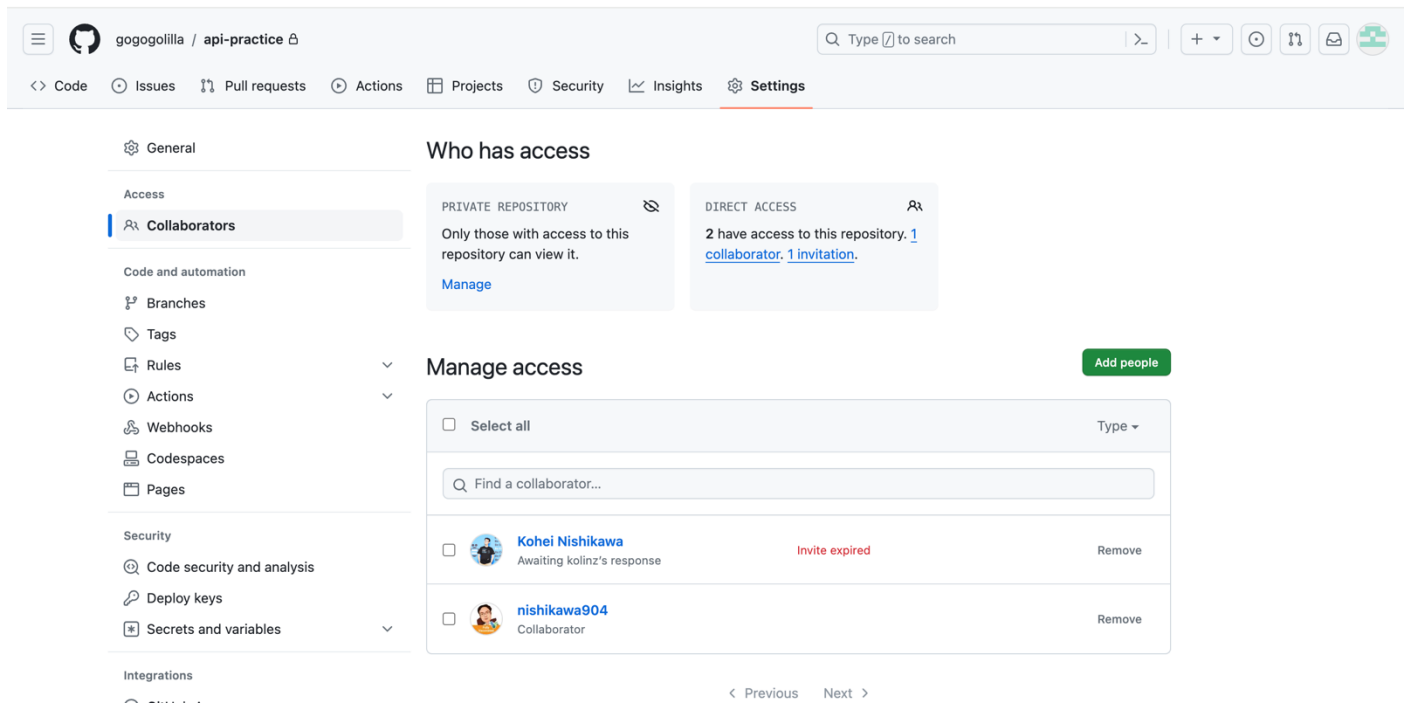 gogogolilla / api-practice
Type / to search
Code Issues Pull requests Actions Projects Security Insights Settings
General
Access
Collaborators
Code and automation
Branches
Tags
Rules
Actions
Webhooks
Codespaces
Pages
Security
Code security and analysis
Deploy keys
Secrets and variables
Integrations
Who has access
PRIVATE REPOSITORY
Only those with access to this
repository can view it.
Manage
DIRECT ACCESS
2 have access to this repository. 1
collaborator. 1 invitation.
Manage access
Add people
Select all Type
Find a collaborator...
Kohei Nishikawa
Awaiting kolinz's response
Invite expired
Remove
nishikawa904
Collaborator
Remove
Previous Next